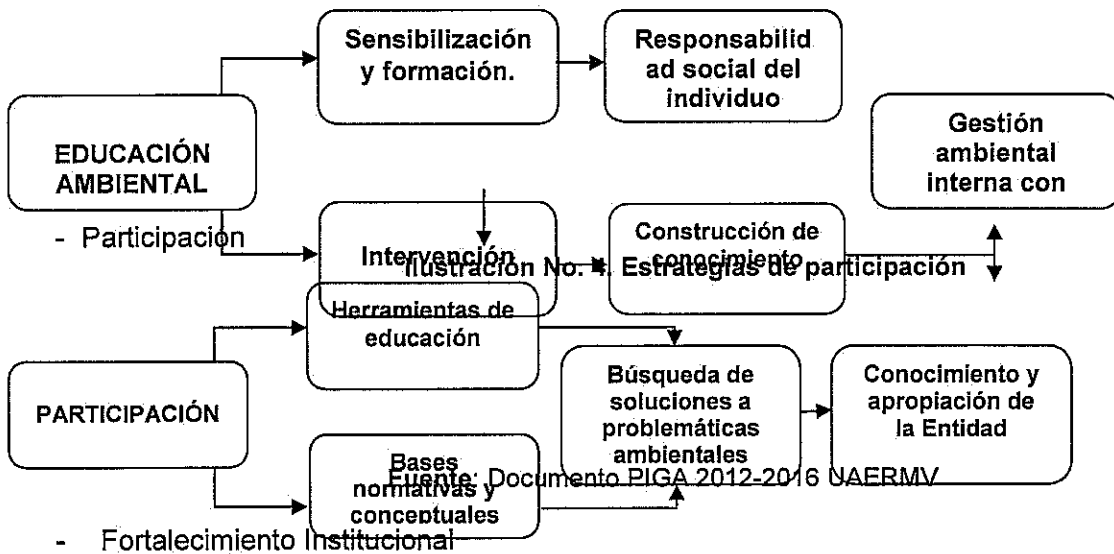 Sensibilización
y formación.
Responsabilid
ad social del
individuo
EDUCACIÓN
AMBIENTAL
Gestión
ambiental
interna con
- Participación
Intervención
Construcción de
conocimiento
Ilustración No. 4. Estrategias de participación
Herramientas de
educación
PARTICIPACIÓN
Búsqueda de
soluciones a
problemáticas
ambientales
Conocimiento y
apropiación de
la Entidad
Bases
normativas y
conceptuales
Fuente: Documento PIGA 2012-2016 UAERMV
- Fortalecimiento Institucional